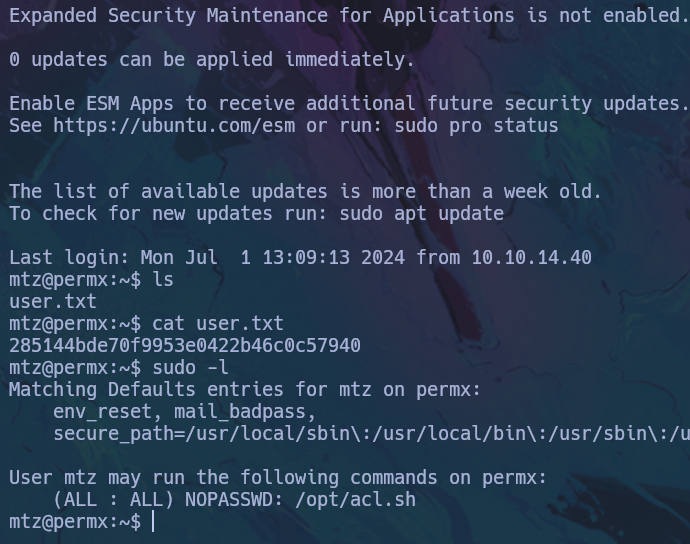 Expanded Security Maintenance for Applications is not enabled.
0 updates can be applied immediately.
Enable ESM Apps to receive additional future security updates.
See https://ubuntu.com/esm or run: sudo pro status
The list of available updates is more than a week old.
To check for new updates run: sudo apt update
Last login: Mon Jul  1 13:09:13 2024 from 10.10.14.40
mtz@permx:~$ ls
user.txt
mtz@permx:~$ cat user.txt
285144bde70f9953e0422b46c0c57940
mtz@permx:~$ sudo -l
Matching Defaults entries for mtz on permx:
    env_reset, mail_badpass,
    secure_path=/usr/local/sbin\:/usr/local/bin\:/usr/sbin\:/u
User mtz may run the following commands on permx:
    (ALL : ALL) NOPASSWD: /opt/acl.sh
mtz@permx:~$